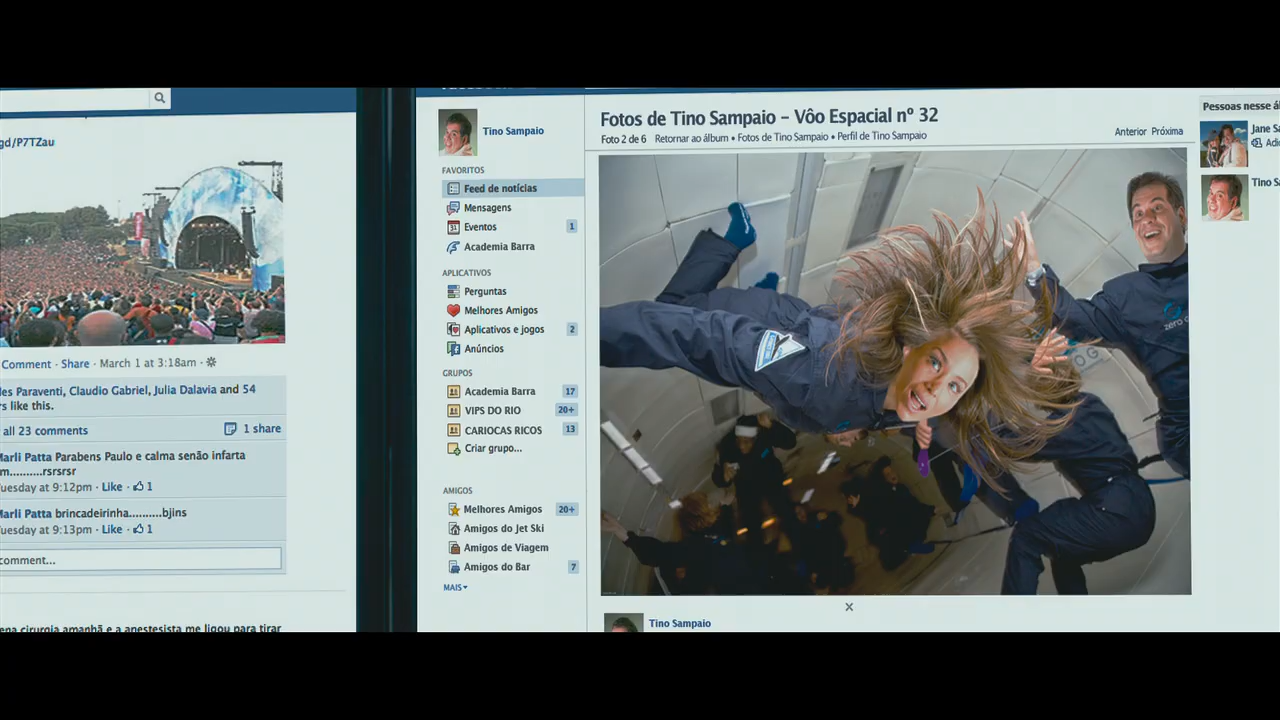 gd/P7TZau
Comment · Share · March 1 at 3:18am ·
es Paraventi, Claudio Gabriel, Julia Dalavia and 54
s like this.
all 23 comments
1 share
Marli Patta Parabens Paulo e calma senão infarta
m..........rsrsrsr
uesday at 9:12pm · Like · 1
Marli Patta brincadeirinha..........bjins
uesday at 9:13pm · Like · 1
comment...
ena cirurgia amanhã e a anestesista me ligou para tirar
Tino Sampaio
FAVORITOS
Feed de notícias
Mensagens
Eventos 1
Academia Barra
APLICATIVOS
Perguntas
Melhores Amigos
Aplicativos e jogos 2
Anúncios
GRUPOS
Academia Barra 17
VIPS DO RIO 20+
CARIOCAS RICOS 13
Criar grupo...
AMIGOS
Melhores Amigos 20+
Amigos do Jet Ski
Amigos de Viagem
Amigos do Bar 7
MAIS
Fotos de Tino Sampaio – Vôo Espacial nº 32
Foto 2 de 6 Retornar ao álbum • Fotos de Tino Sampaio • Perfil de Tino Sampaio
Anterior Próxima
zero
x
Tino Sampaio
Pessoas nesse ál
Jane Sa
Adic
Tino Sa